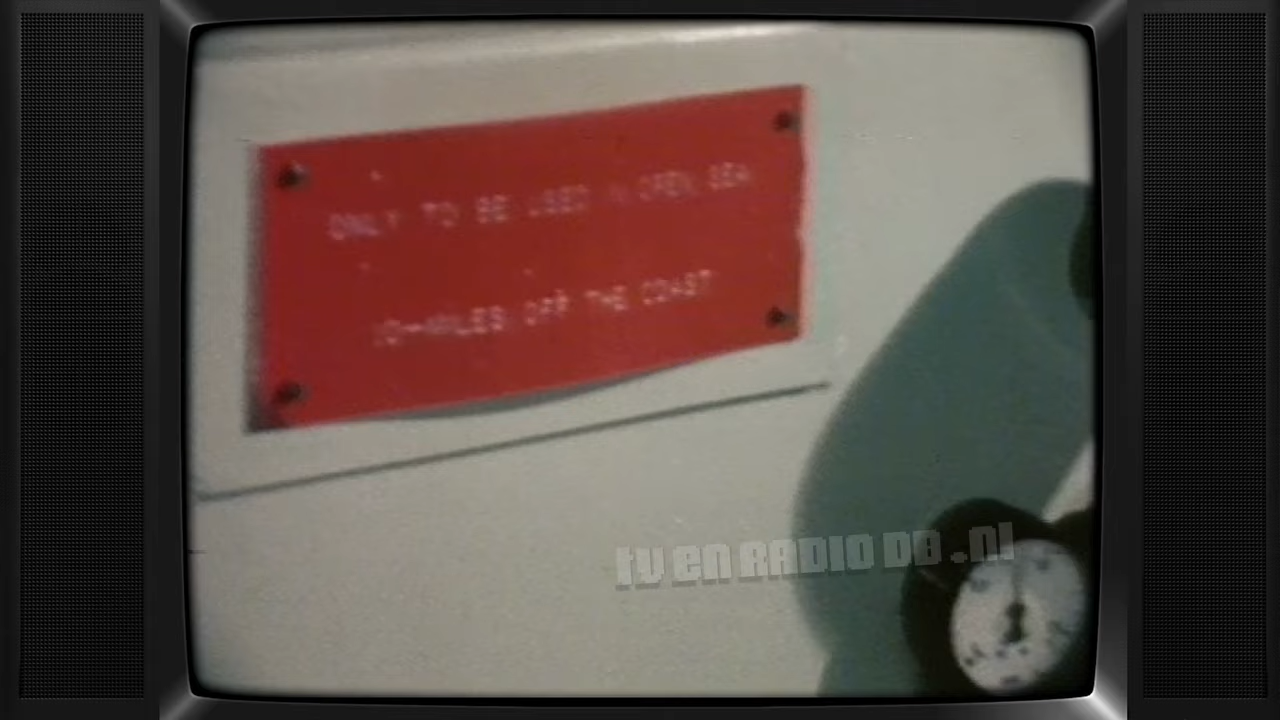 ONLY TO BE USED IN OPEN SEA
MILES OFF THE COAST
tv en RADIO DB .nl